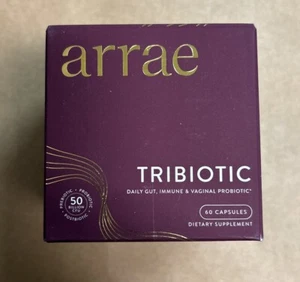 arrae
TRIBIOTIC
DAILY GUT, IMMUNE & VAGINAL PROBIOTIC*
PREBIOTIC • PROBIOTIC • POSTBIOTIC
50
BILLION
CFU
60 CAPSULES
DIETARY SUPPLEMENT